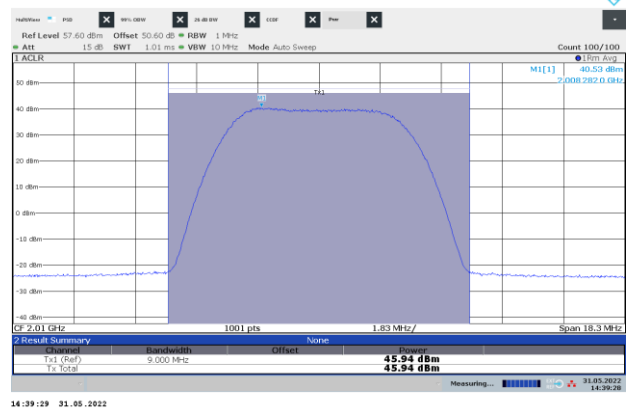 MultiView PSD X 99% OBW X 26 dB BW X CCDF X Pwr X
Ref Level 57.60 dBm Offset 50.60 dB RBW 1 MHz
Att 15 dB SWT 1.01 ms VBW 10 MHz Mode Auto Sweep Count 100/100
1 ACLR 1Rm Avg
M1[1] 40.53 dBm
2.0082820 GHz
50 dBm
Tx1
M1
40 dBm
30 dBm
20 dBm
10 dBm
0 dBm
-10 dBm
-20 dBm
-30 dBm
-40 dBm
CF 2.01 GHz 1001 pts 1.83 MHz/ Span 18.3 MHz
2 Result Summary None
Channel Bandwidth Offset Power
Tx1 (Ref) 9.000 MHz 45.94 dBm
Tx Total 45.94 dBm
Measuring... 31.05.2022
14:39:28
14:39:29 31.05.2022